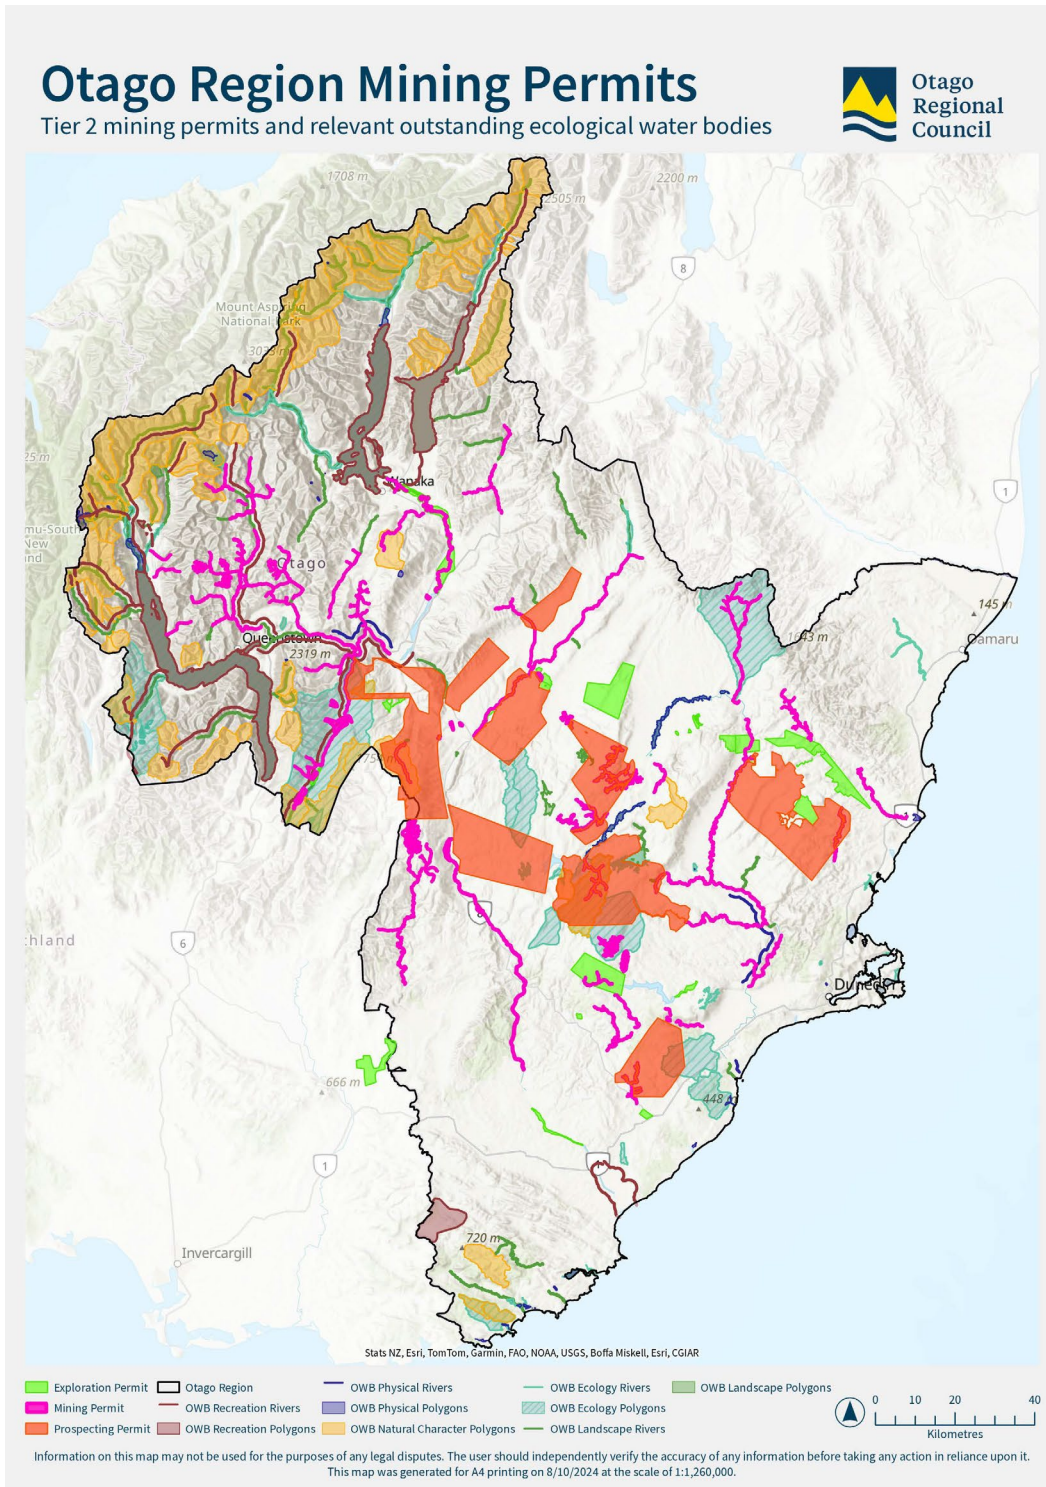 Otago Region Mining Permits
Tier 2 mining permits and relevant outstanding ecological water bodies
Otago
Regional
Council
1708 m
2200 m
2505 m
8
Mount Aspiring
National Park
Wanaka
25 m
1
Otago
145 m
Queenstown
2319 m
Oamaru
6
8
Dunedin
666 m
448
1
1
720 m
Invercargill
Stats NZ, Esri, TomTom, Garmin, FAO, NOAA, USGS, Boffa Miskell, Esri, CGIAR
Exploration Permit
Mining Permit
Prospecting Permit
Otago Region
OWB Recreation Rivers
OWB Recreation Polygons
OWB Physical Rivers
OWB Physical Polygons
OWB Natural Character Polygons
OWB Ecology Rivers
OWB Ecology Polygons
OWB Landscape Rivers
OWB Landscape Polygons
0 10 20 40
Kilometres
Information on this map may not be used for the purposes of any legal disputes. The user should independently verify the accuracy of any information before taking any action in reliance upon it.
This map was generated for A4 printing on 8/10/2024 at the scale of 1:1,260,000.